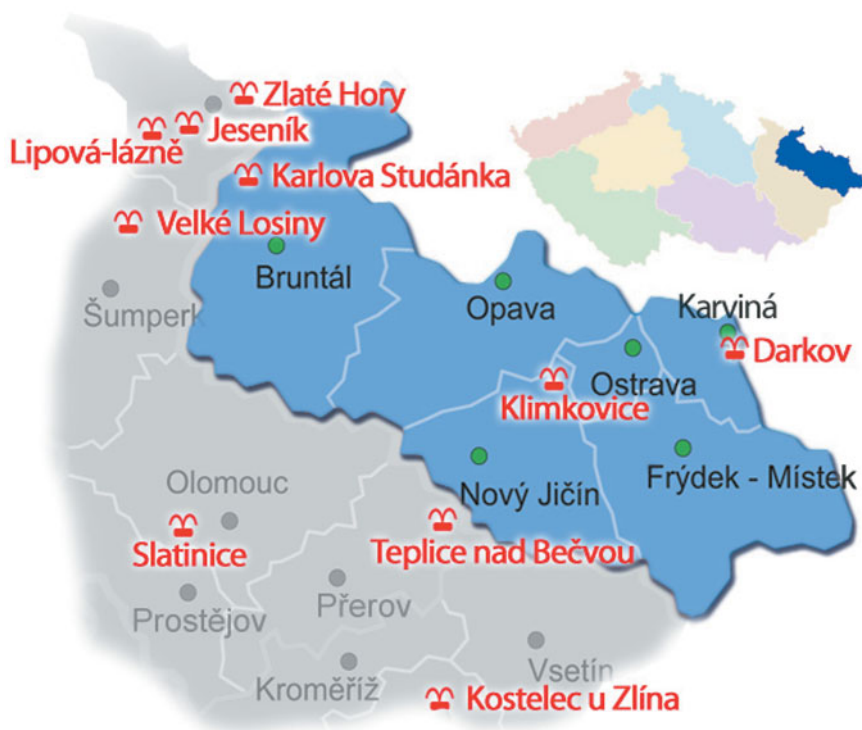 Zlaté Hory
Jeseník
Lipová-lázně
Karlova Studánka
Velké Losiny
Bruntál
Šumperk
Opava
Karviná
Darkov
Ostrava
Klimkovice
Nový Jičín
Frýdek - Místek
Olomouc
Slatinice
Teplice nad Bečvou
Přerov
Prostějov
Vsetín
Kroměříž
Kostelec u Zlína